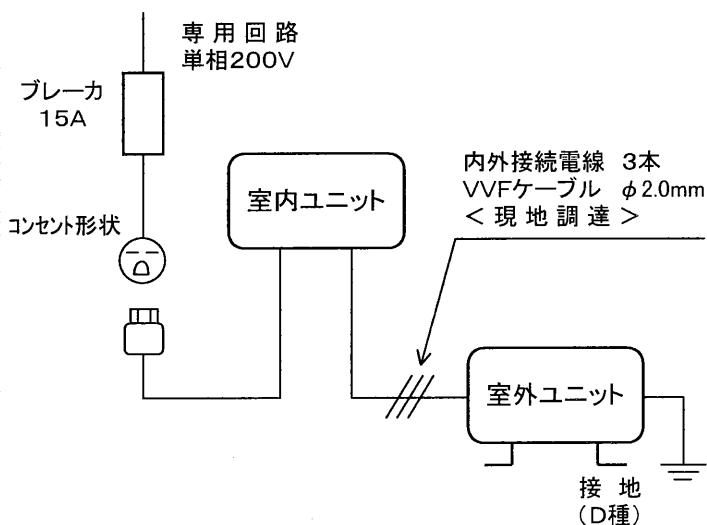 専用回路
単相200V
ブレーカ
15A
コンセント形状
室内ユニット
内外接続電線 3本
VVFケーブル φ2.0mm
<現地調達>
室外ユニット
接地
(D種)